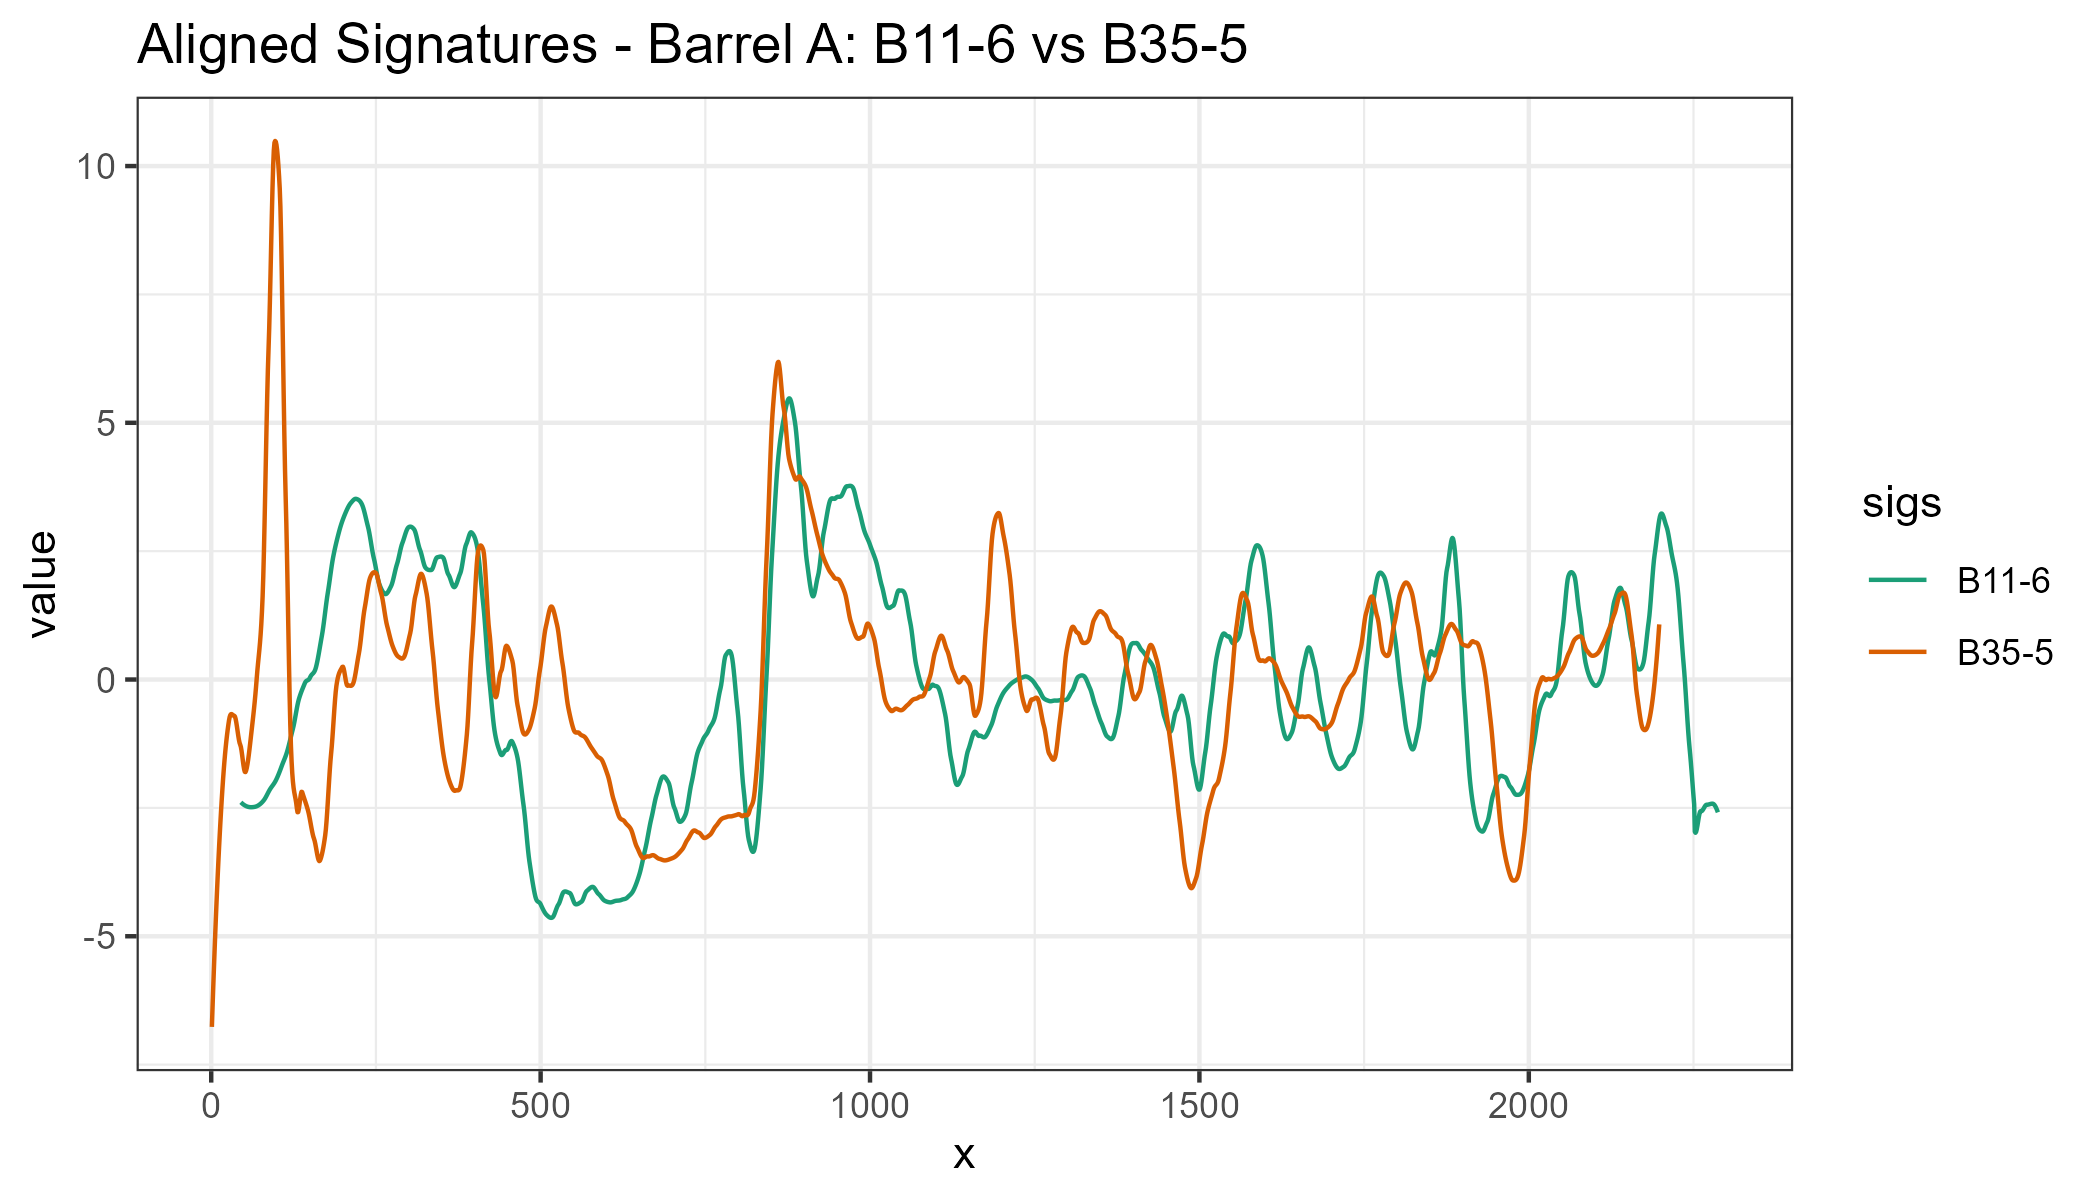 Aligned Signatures - Barrel A: B11-6 vs B35-5
10
5
0
-5
value
0 500 1000 1500 2000
x
sigs
B11-6
B35-5